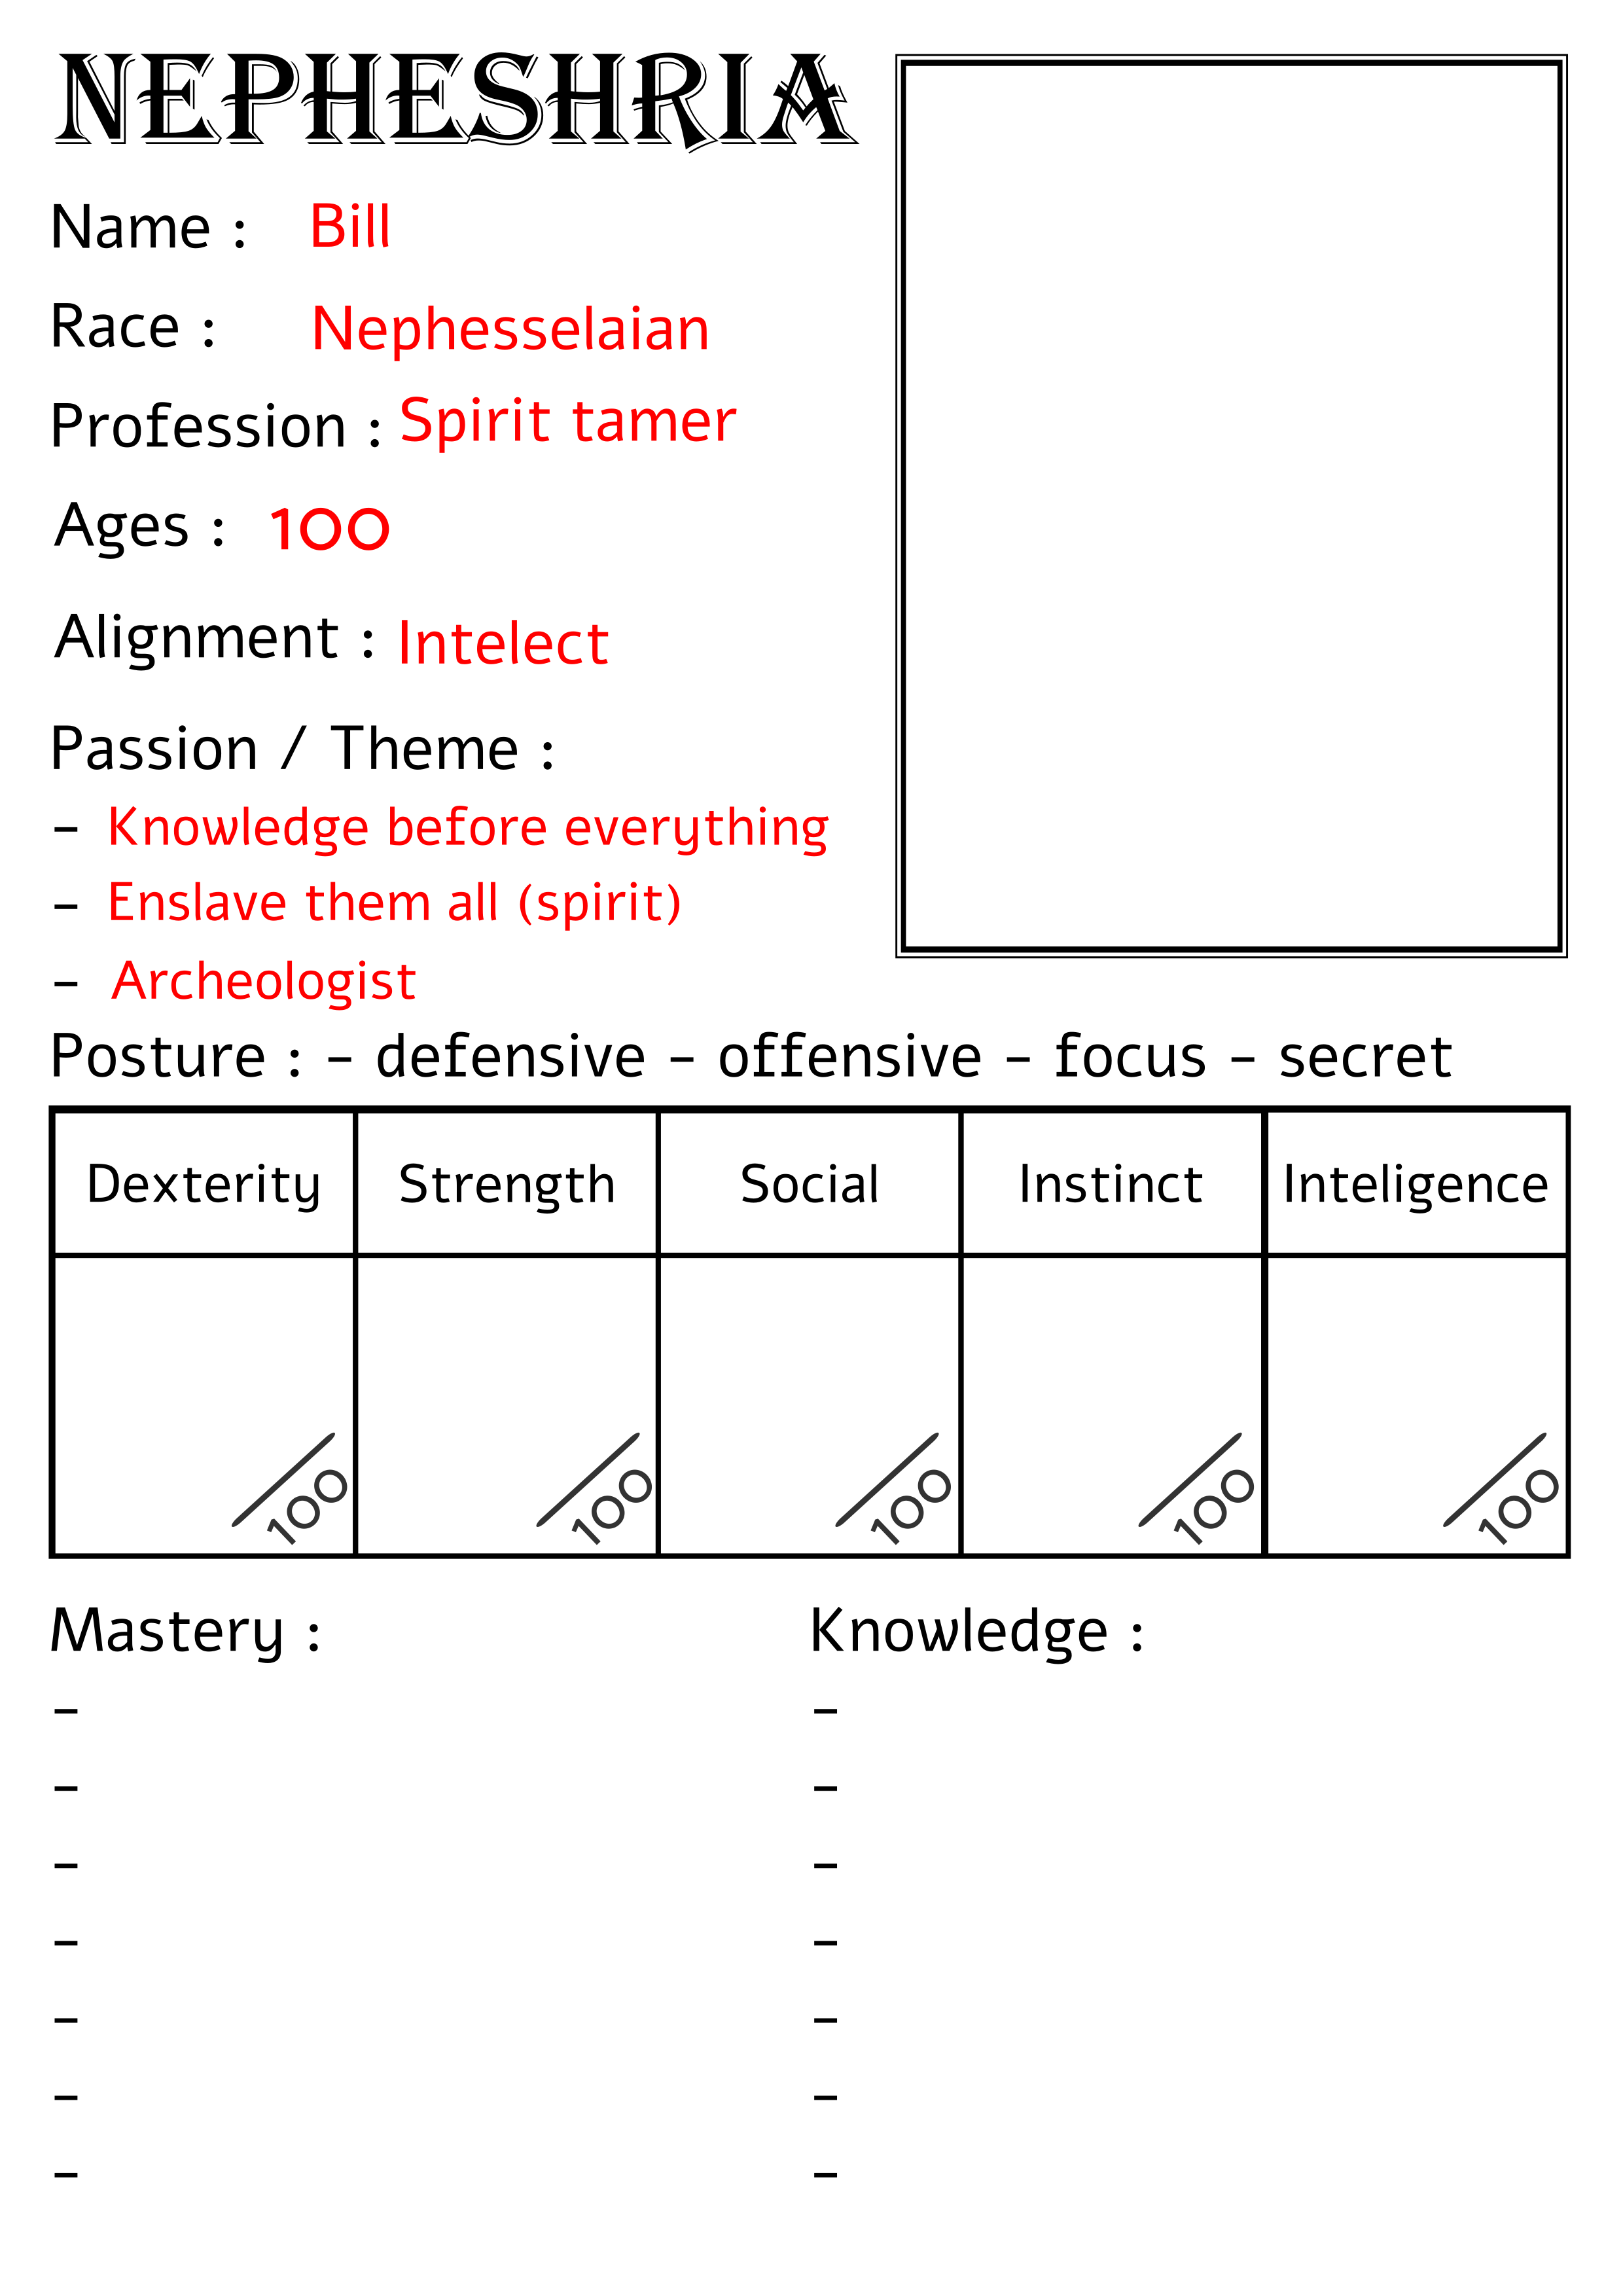 NEPHESHRIA
Name : Bill
Race : Nephesselaian
Profession : Spirit tamer
Ages : 100
Alignment : Intelect
Passion / Theme :
- Knowledge before everything
- Enslave them all (spirit)
- Archeologist
Posture : - defensive - offensive - focus - secret
Dexterity Strength Social Instinct Inteligence
/100 /100 /100 /100 /100
Mastery : Knowledge :
- -
- -
- -
- -
- -
- -
- -